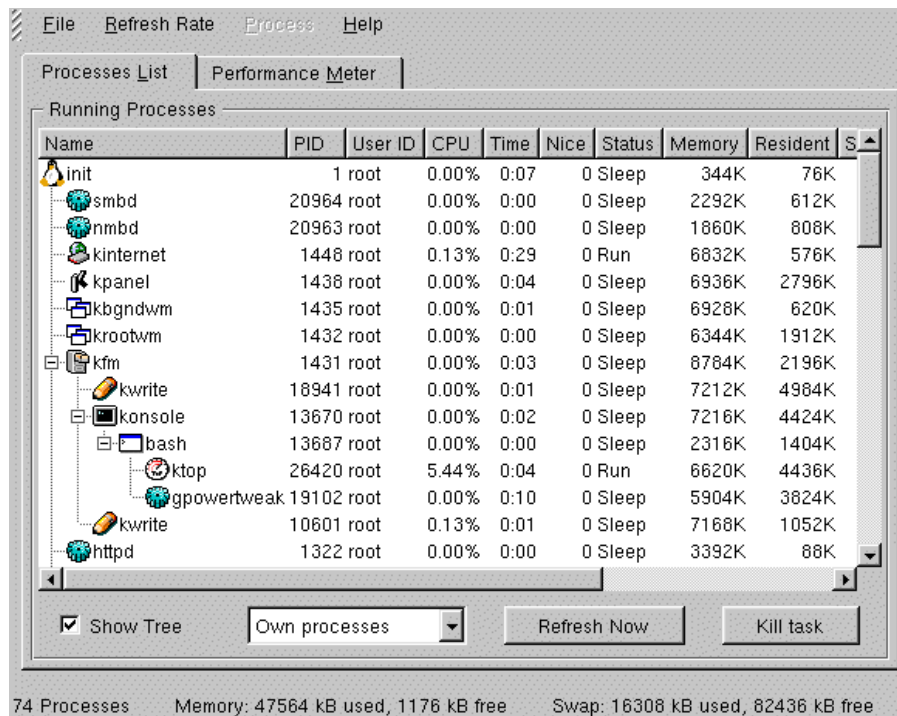 File Refresh Rate Process Help
Processes List Performance Meter
Running Processes
Name PID User ID CPU Time Nice Status Memory Resident S
init 1 root 0.00% 0:07 0 Sleep 344K 76K
smbd 20964 root 0.00% 0:00 0 Sleep 2292K 612K
nmbd 20963 root 0.00% 0:00 0 Sleep 1860K 808K
kinternet 1448 root 0.13% 0:29 0 Run 6832K 576K
kpanel 1438 root 0.00% 0:04 0 Sleep 6936K 2796K
kbgndwm 1435 root 0.00% 0:01 0 Sleep 6928K 620K
krootwm 1432 root 0.00% 0:00 0 Sleep 6344K 1912K
kfm 1431 root 0.00% 0:03 0 Sleep 8784K 2196K
kwrite 18941 root 0.00% 0:01 0 Sleep 7212K 4984K
konsole 13670 root 0.00% 0:02 0 Sleep 7216K 4424K
bash 13687 root 0.00% 0:00 0 Sleep 2316K 1404K
ktop 26420 root 5.44% 0:04 0 Run 6620K 4436K
gpowertweak 19102 root 0.00% 0:10 0 Sleep 5904K 3824K
kwrite 10601 root 0.13% 0:01 0 Sleep 7168K 1052K
httpd 1322 root 0.00% 0:00 0 Sleep 3392K 88K
Show Tree Own processes Refresh Now Kill task
74 Processes Memory: 47564 kB used, 1176 kB free Swap: 16308 kB used, 82436 kB free